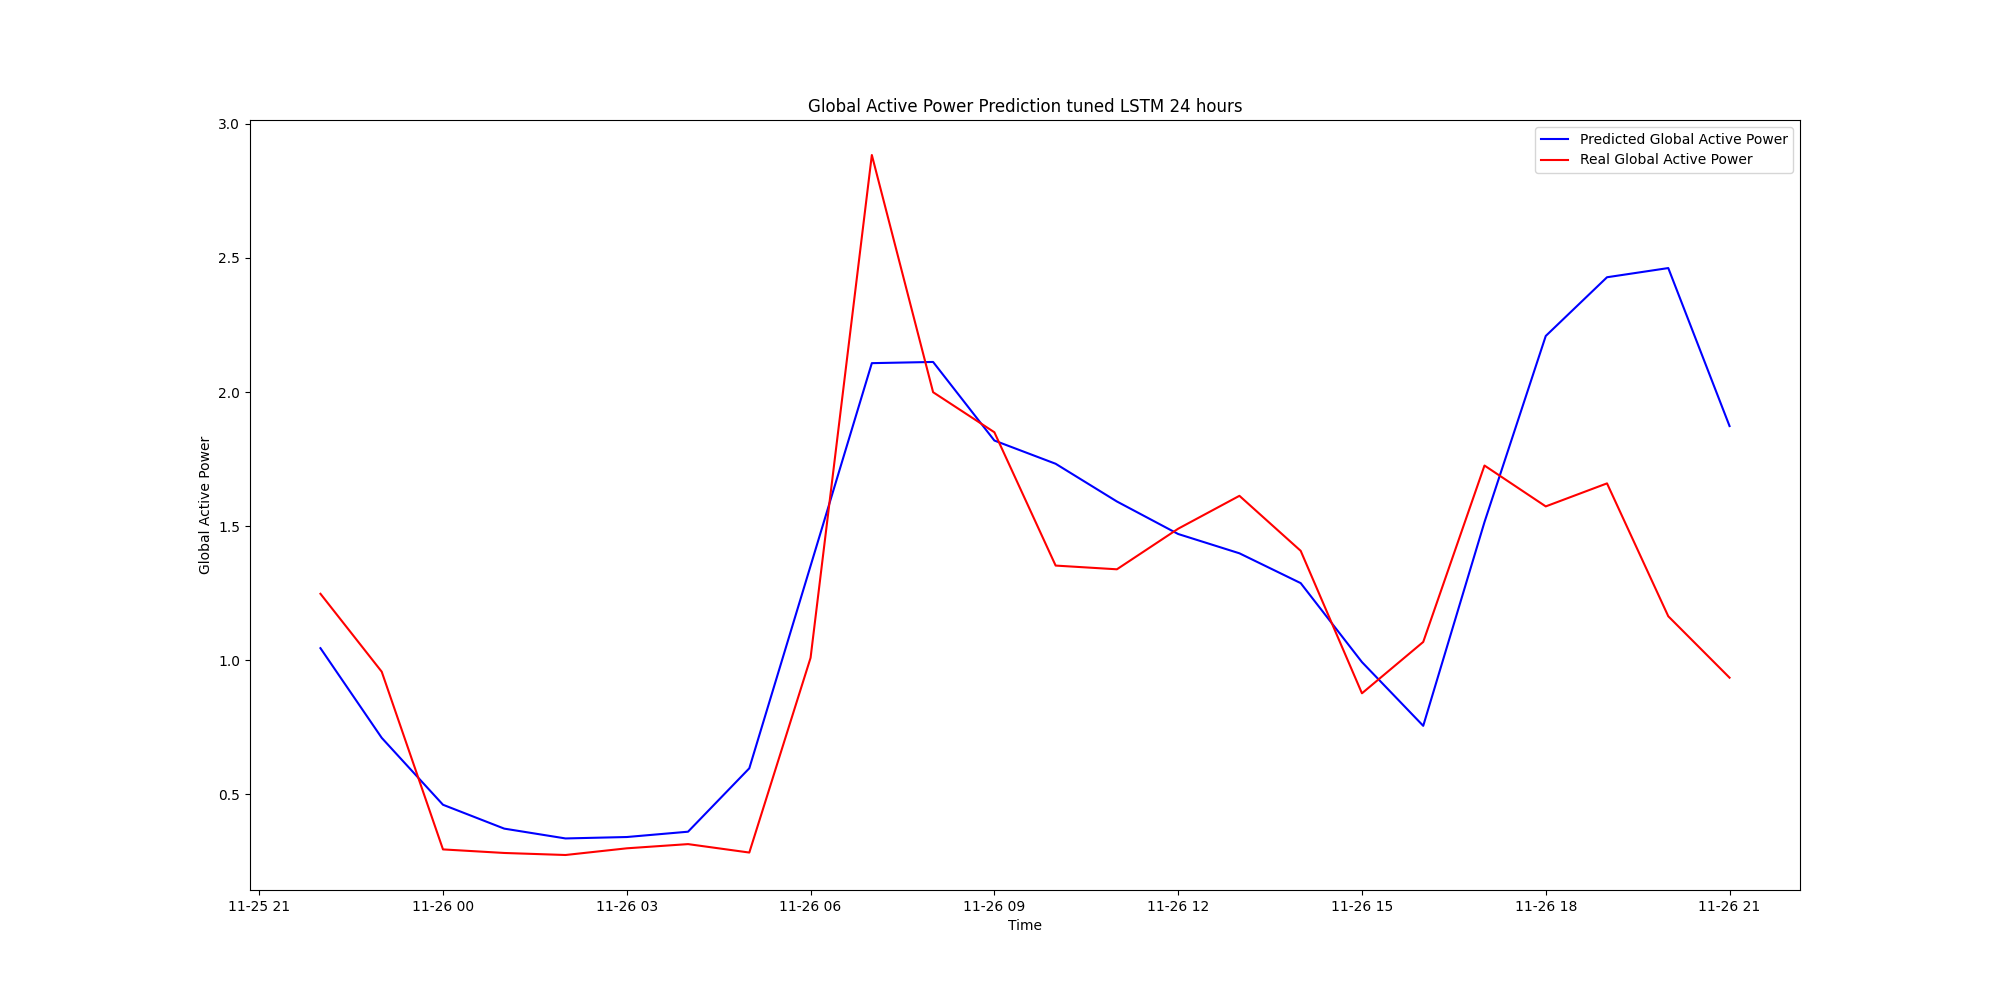 Global Active Power Prediction tuned LSTM 24 hours
Predicted Global Active Power
Real Global Active Power
3.0
2.5
2.0
1.5
1.0
0.5
Global Active Power
11-25 21 11-26 00 11-26 03 11-26 06 11-26 09 11-26 12 11-26 15 11-26 18 11-26 21
Time